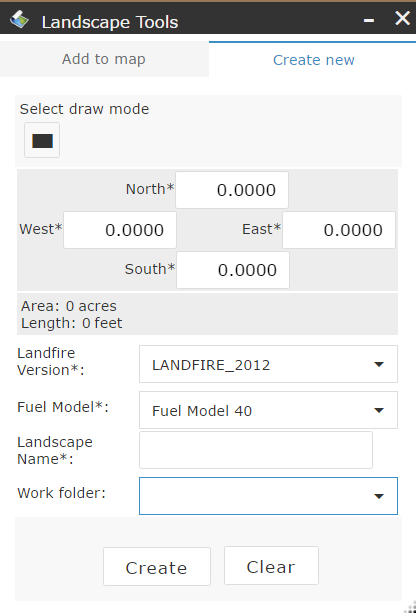 Landscape Tools
Add to map
Create new
Select draw mode
North* 0.0000
West* 0.0000 East* 0.0000
South* 0.0000
Area: 0 acres
Length: 0 feet
Landfire
Version*: LANDFIRE_2012
Fuel Model*: Fuel Model 40
Landscape
Name*:
Work folder:
Create Clear